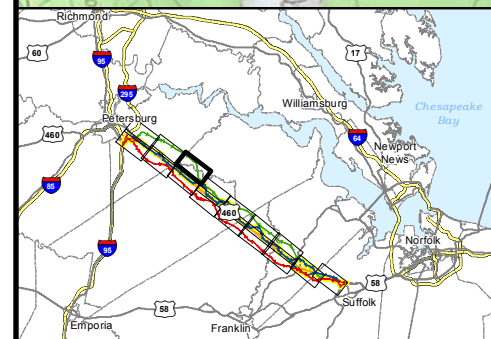 Richmond
60
95
17
295
Williamsburg
Chesapeake
Bay
Petersburg
460
64
Newport
News
85
460
95
Norfolk
58
Suffolk
58
Emporia
Franklin